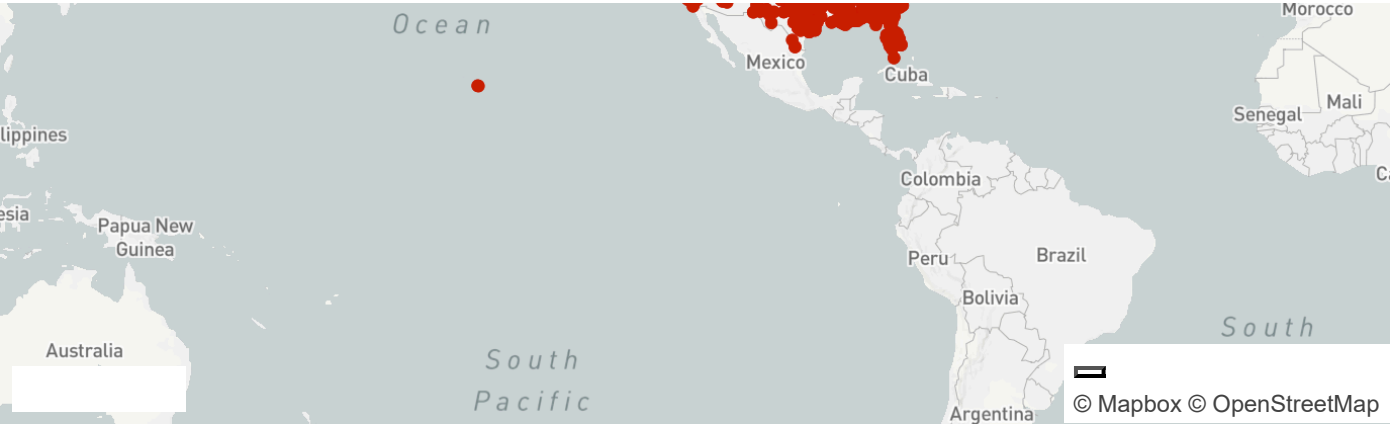 Ocean
Morocco
Mexico
Cuba
Senegal
Mali
lippines
Colombia
esia
Papua New
Guinea
Peru
Brazil
Bolivia
South
Australia
South
Pacific
Argentina
© Mapbox © OpenStreetMap